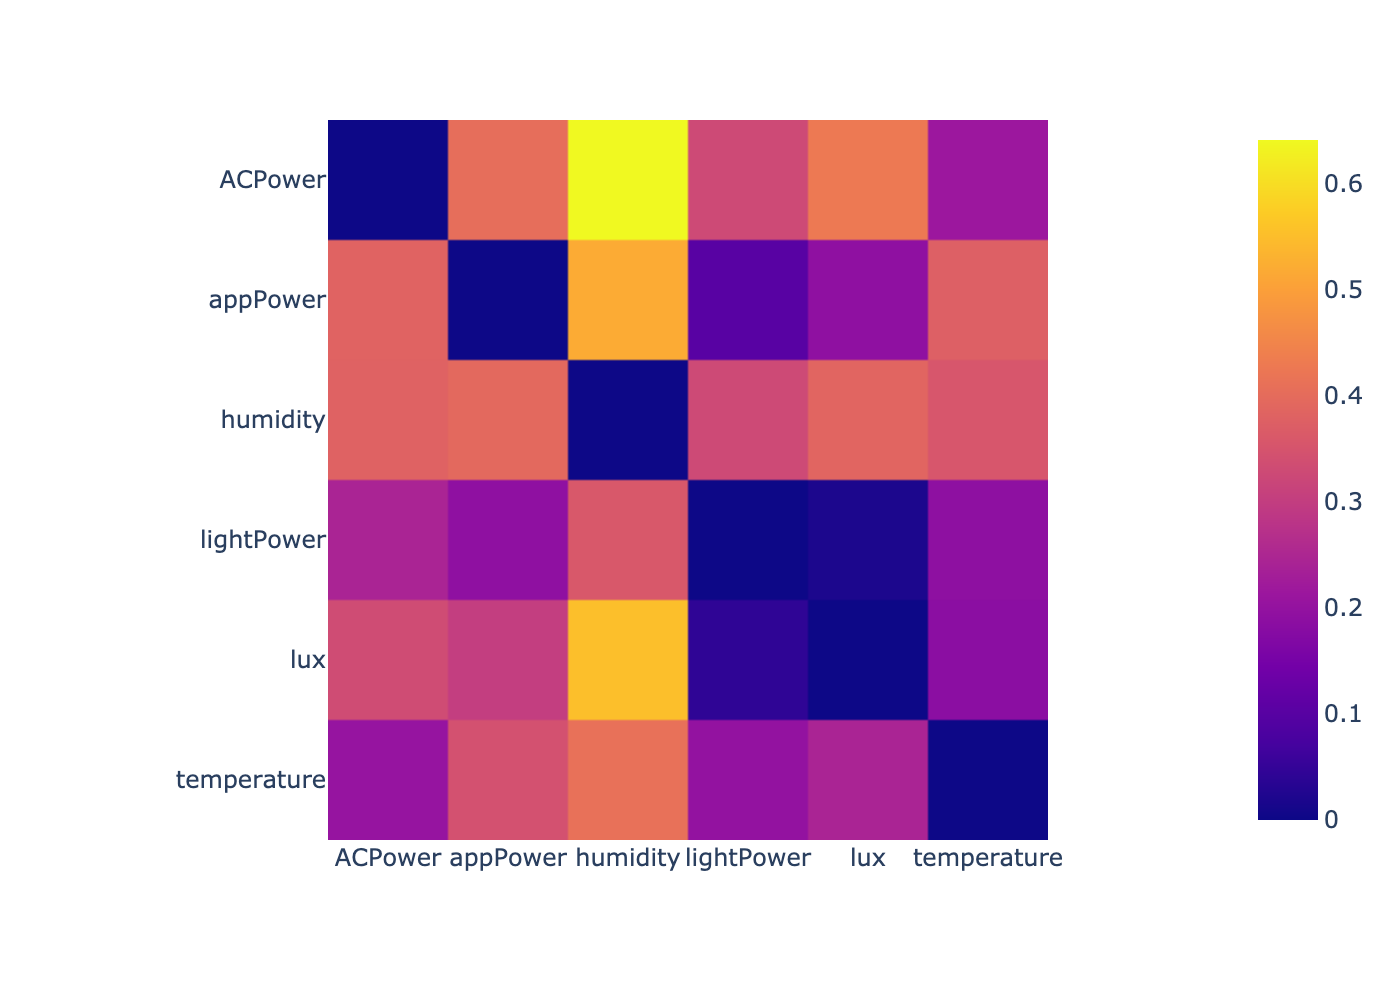 ACPower
appPower
humidity
lightPower
lux
temperature
ACPower appPower humidity lightPower lux temperature
0.6
0.5
0.4
0.3
0.2
0.1
0